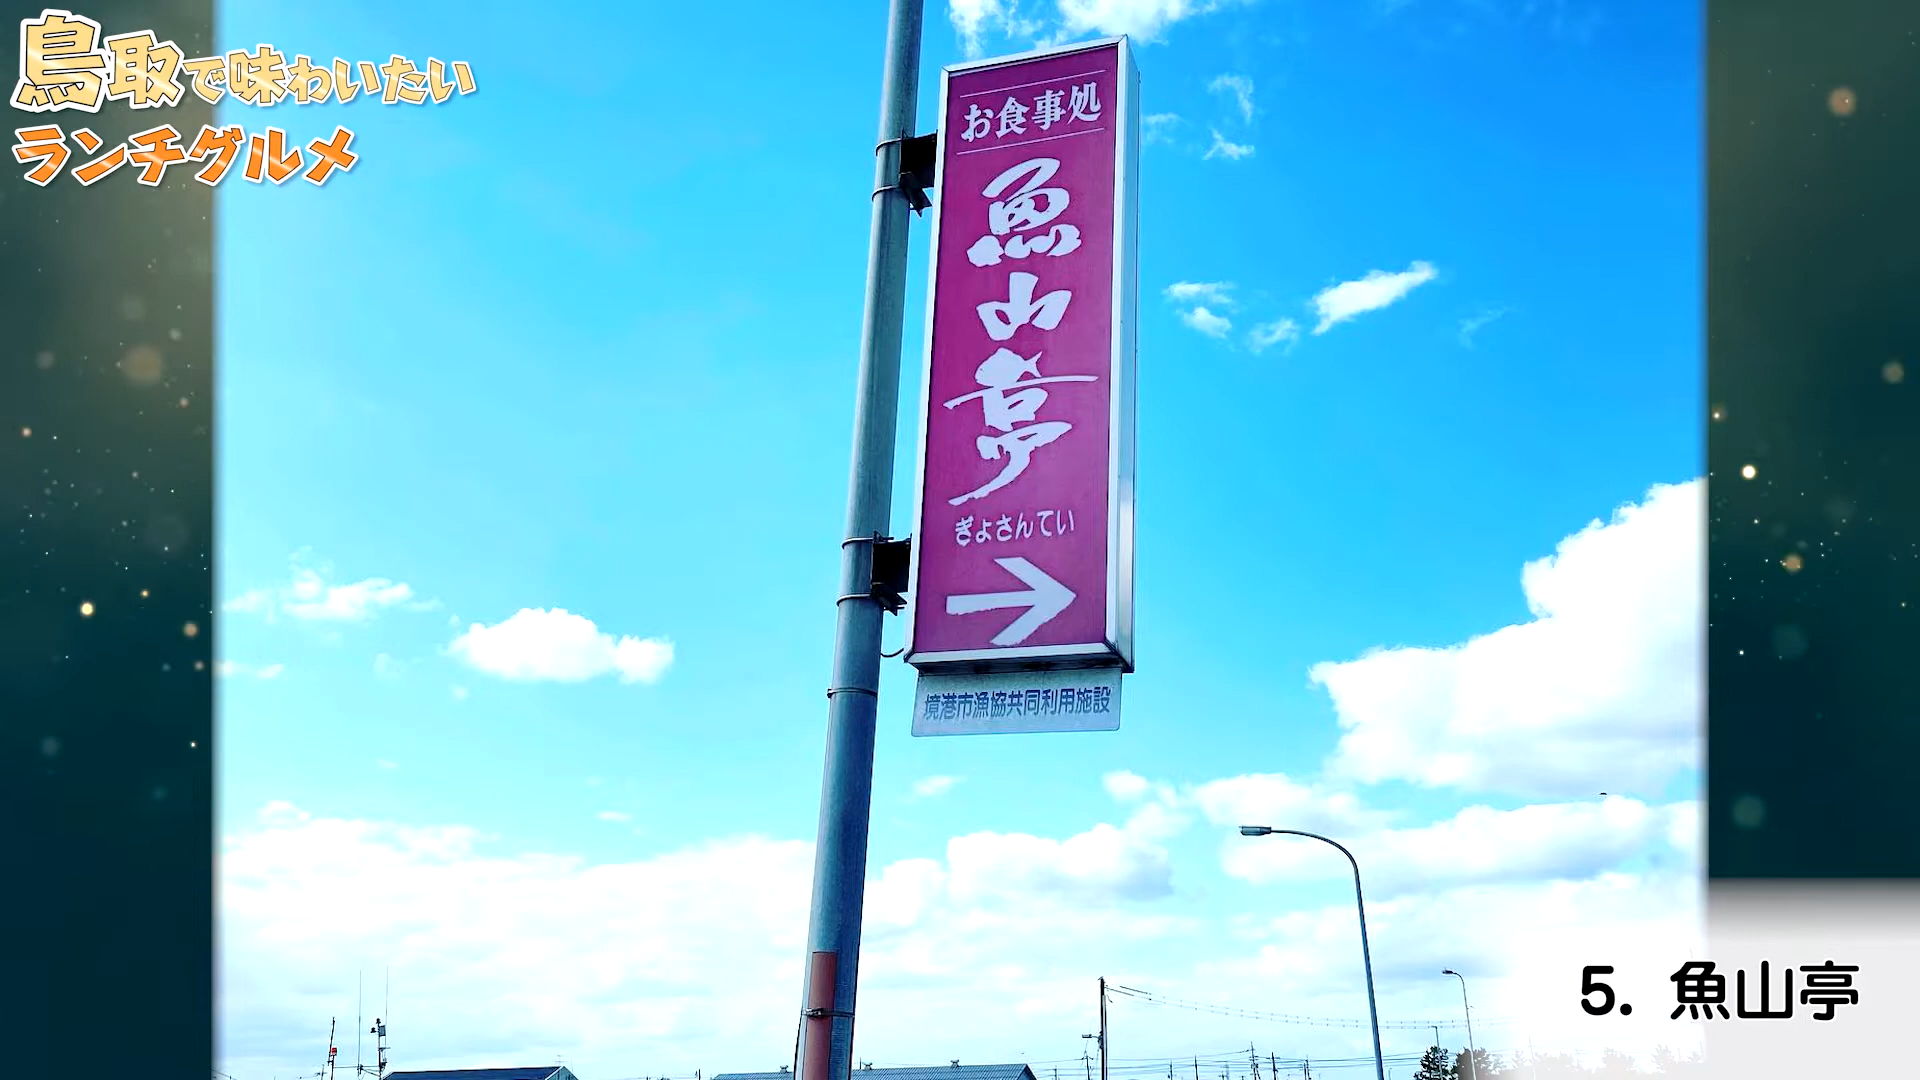 鳥取で味わいたい
ランチグルメ
お食事処
魚山亭
ぎょさんてい
境港市漁協共同利用施設
5. 魚山亭